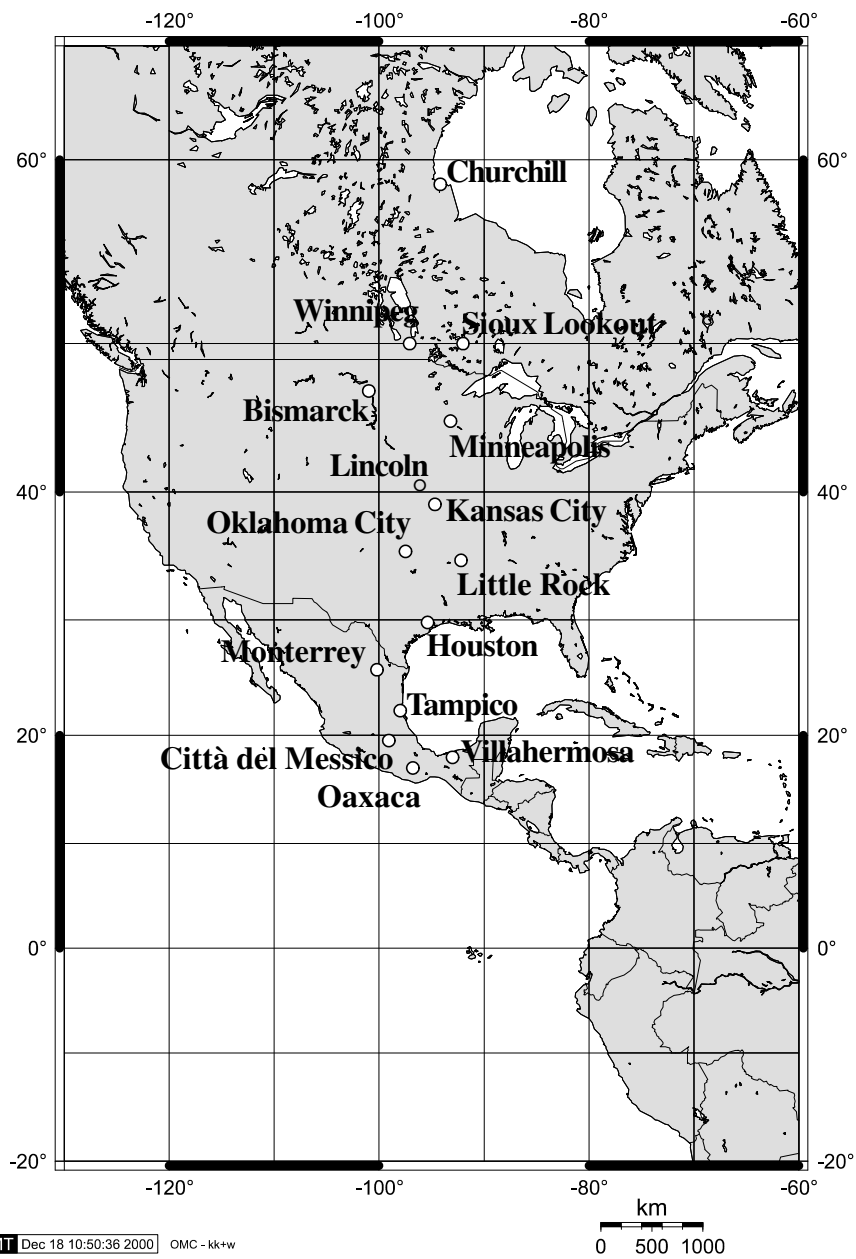 -120° -100° -80° -60°
60° 60°
Churchill
Winnipeg
Sioux Lookout
Bismarck
Minneapolis
Lincoln
40° 40°
Kansas City
Oklahoma City
Little Rock
Houston
Monterrey
Tampico
20° 20°
Villahermosa
Città del Messico
Oaxaca
0° 0°
-20° -20°
-120° -100° -80° -60°
km
0 500 1000
Dec 18 10:50:36 2000 OMC - kk+w